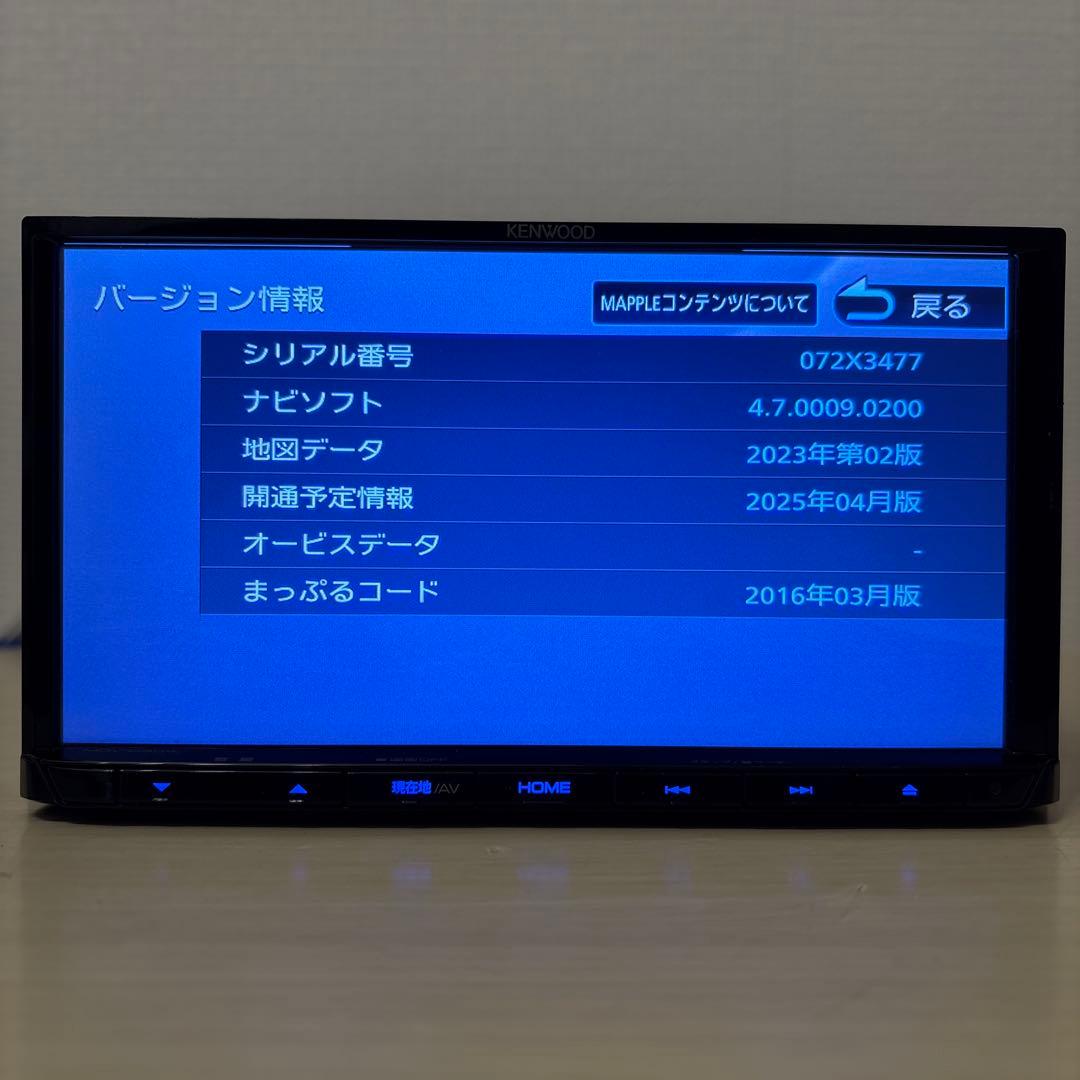 KENWOOD
バージョン情報
MAPPLEコンテンツについて
戻る
シリアル番号 072X3477
ナビソフト 4.7.0009.0200
地図データ 2023年第02版
開通予定情報 2025年04月版
オービスデータ -
まっぷるコード 2016年03月版
現在地/AV HOME